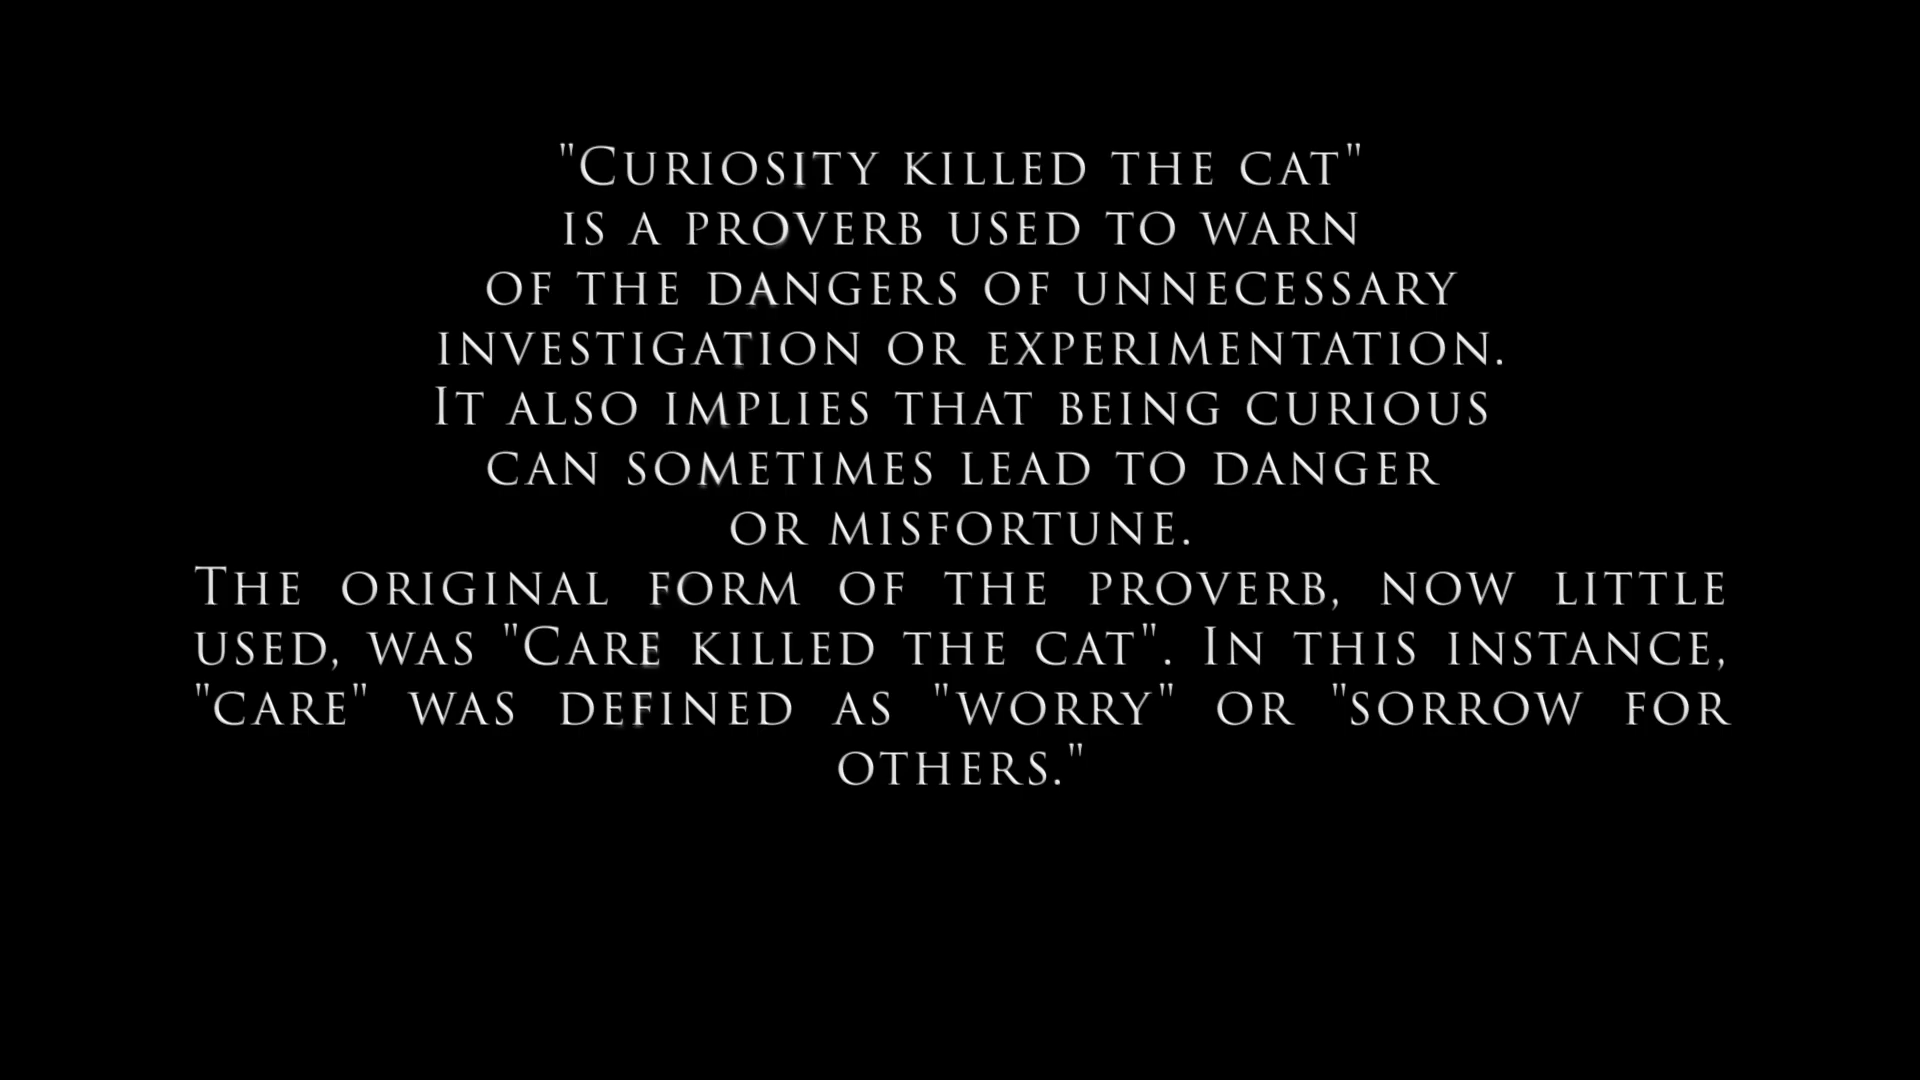 "Curiosity killed the cat"
is a proverb used to warn
of the dangers of unnecessary
investigation or experimentation.
It also implies that being curious
can sometimes lead to danger
or misfortune.
The original form of the proverb, now little
used, was "Care killed the cat". In this instance,
"care" was defined as "worry" or "sorrow for
others."